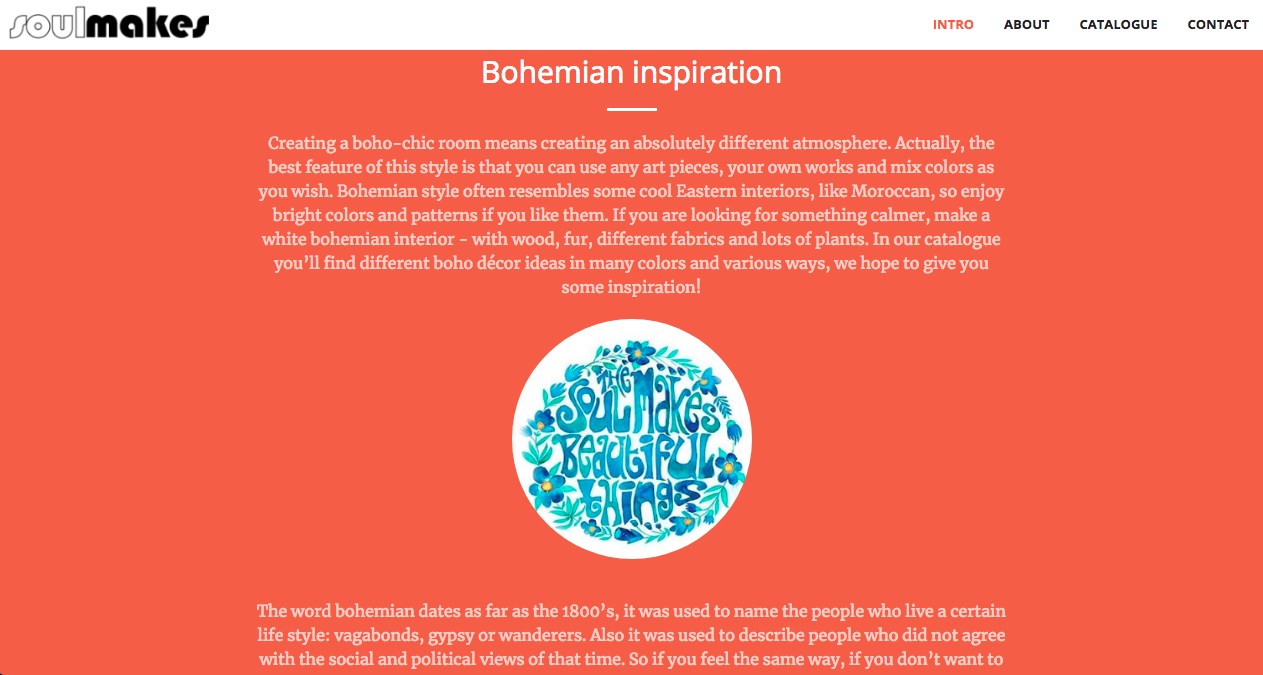 soulmakes
INTRO ABOUT CATALOGUE CONTACT
Bohemian inspiration
Creating a boho-chic room means creating an absolutely different atmosphere. Actually, the
best feature of this style is that you can use any art pieces, your own works and mix colors as
you wish. Bohemian style often resembles some cool Eastern interiors, like Moroccan, so enjoy
bright colors and patterns if you like them. If you are looking for something calmer, make a
white bohemian interior - with wood, fur, different fabrics and lots of plants. In our catalogue
you’ll find different boho décor ideas in many colors and various ways, we hope to give you
some inspiration!
THE
SOUL MAKES
BEAUTIFUL
THINGS
The word bohemian dates as far as the 1800’s, it was used to name the people who live a certain
life style: vagabonds, gypsy or wanderers. Also it was used to describe people who did not agree
with the social and political views of that time. So if you feel the same way, if you don’t want to